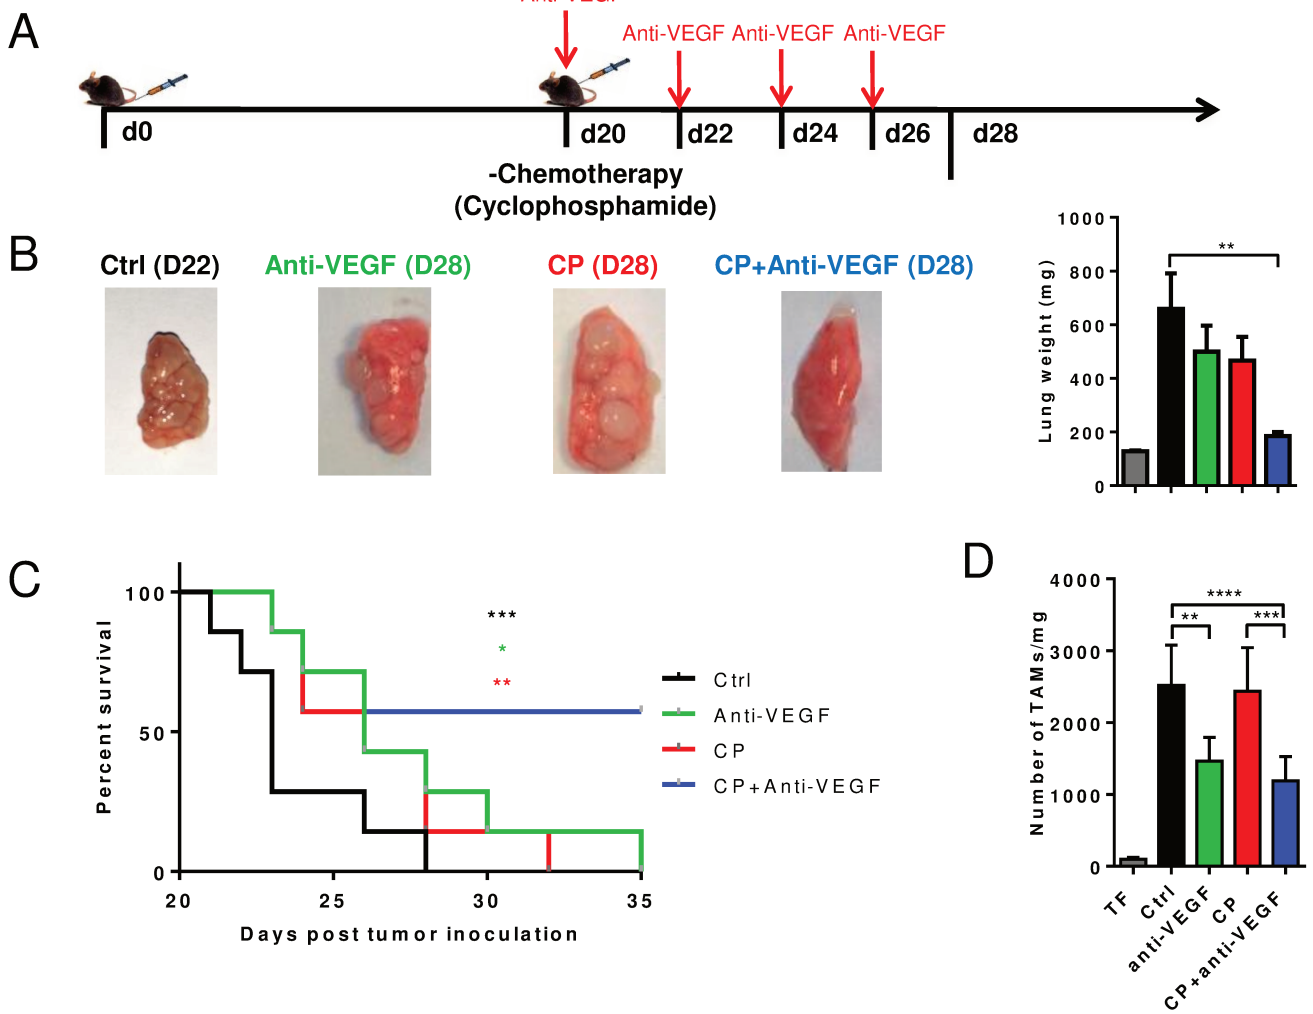 A
Anti-VEGF
Anti-VEGF Anti-VEGF Anti-VEGF
d0
d20
d22
d24
d26
d28
-Chemotherapy
(Cyclophosphamide)
B
Ctrl (D22)
Anti-VEGF (D28)
CP (D28)
CP+Anti-VEGF (D28)
Lung weight (mg)
1000
800
600
400
200
0
**
C
Percent survival
100
50
0
20
25
30
35
Days post tumor inoculation
***
*
**
Ctrl
Anti-VEGF
CP
CP+Anti-VEGF
D
Number of TAMs/mg
4000
3000
2000
1000
0
****
**
***
TF
Ctrl
anti-VEGF
CP
CP+anti-VEGF